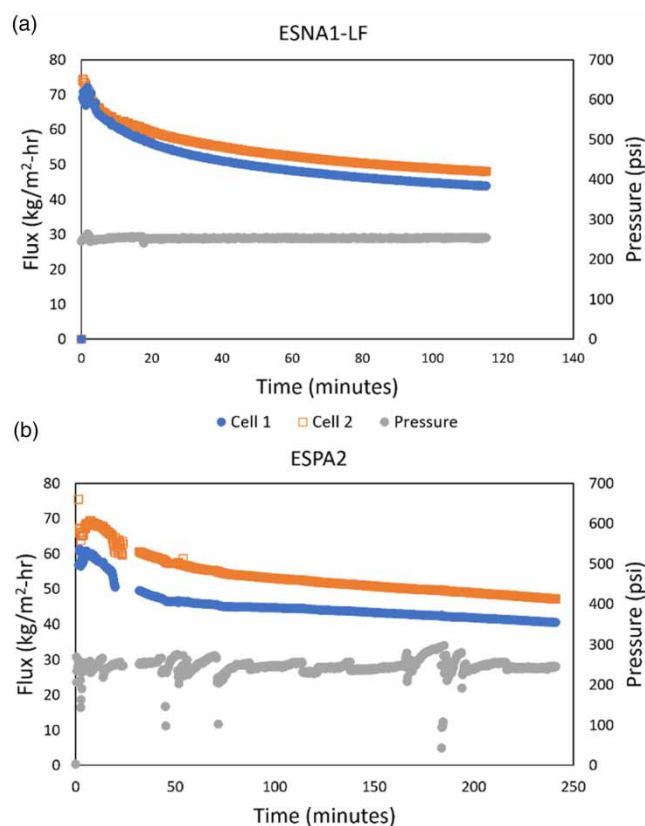 (a)
ESNA1-LF
80
70
60
50
40
30
20
10
0
Flux (kg/m²-hr)
700
600
500
400
300
200
100
0
Pressure (psi)
0 20 40 60 80 100 120 140
Time (minutes)
Cell 1 Cell 2 Pressure
(b)
ESPA2
80
70
60
50
40
30
20
10
0
Flux (kg/m²-hr)
700
600
500
400
300
200
100
0
Pressure (psi)
0 50 100 150 200 250
Time (minutes)